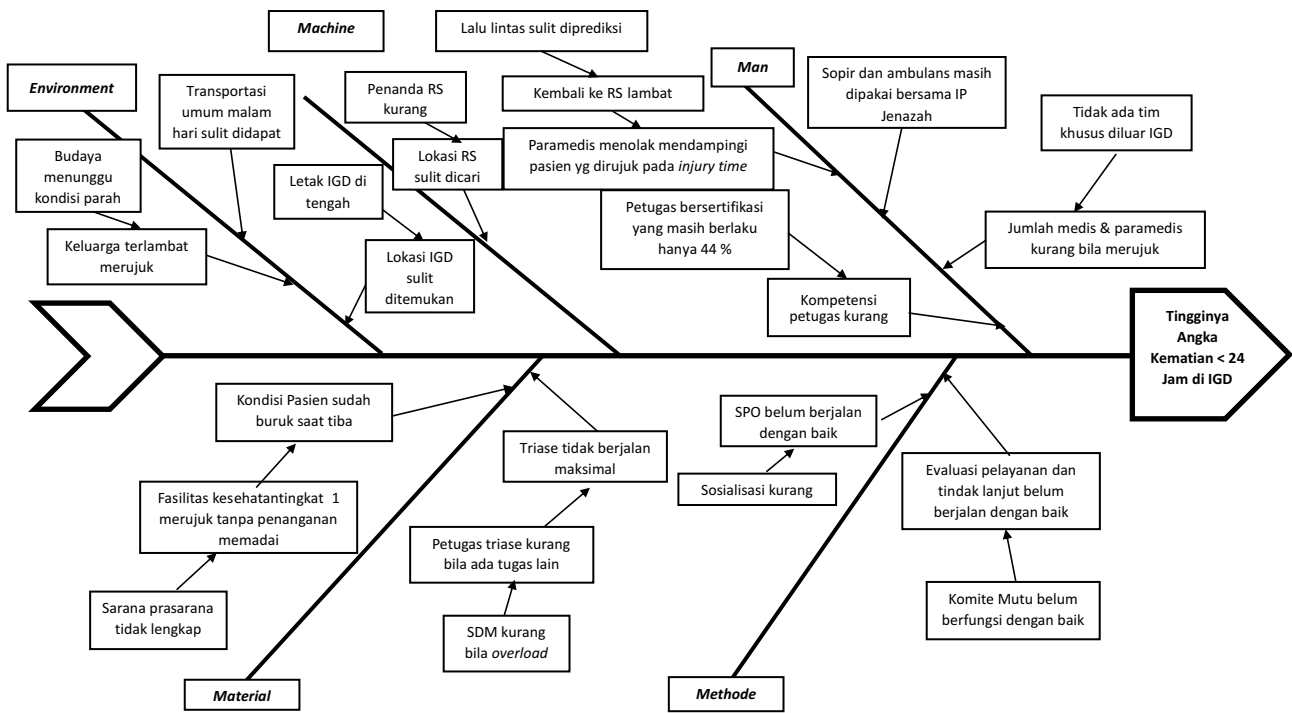 Machine
Lalu lintas sulit diprediksi
Man
Environment
Transportasi
umum malam
hari sulit didapat
Penanda RS
kurang
Kembali ke RS lambat
Sopir dan ambulans masih
dipakai bersama IP
Jenazah
Tidak ada tim
khusus diluar IGD
Budaya
menunggu
kondisi parah
Letak IGD di
tengah
Lokasi RS
sulit dicari
Paramedis menolak mendampingi
pasien yg dirujuk pada injury time
Petugas bersertifikasi
yang masih berlaku
hanya 44 %
Jumlah medis & paramedis
kurang bila merujuk
Keluarga terlambat
merujuk
Lokasi IGD
sulit
ditemukan
Kompetensi
petugas kurang
Tingginya
Angka
Kematian < 24
Jam di IGD
Kondisi Pasien sudah
buruk saat tiba
Triase tidak berjalan
maksimal
SPO belum berjalan
dengan baik
Sosialisasi kurang
Evaluasi pelayanan dan
tindak lanjut belum
berjalan dengan baik
Fasilitas kesehatantingkat 1
merujuk tanpa penanganan
memadai
Petugas triase kurang
bila ada tugas lain
Sarana prasarana
tidak lengkap
SDM kurang
bila overload
Komite Mutu belum
berfungsi dengan baik
Material
Methode